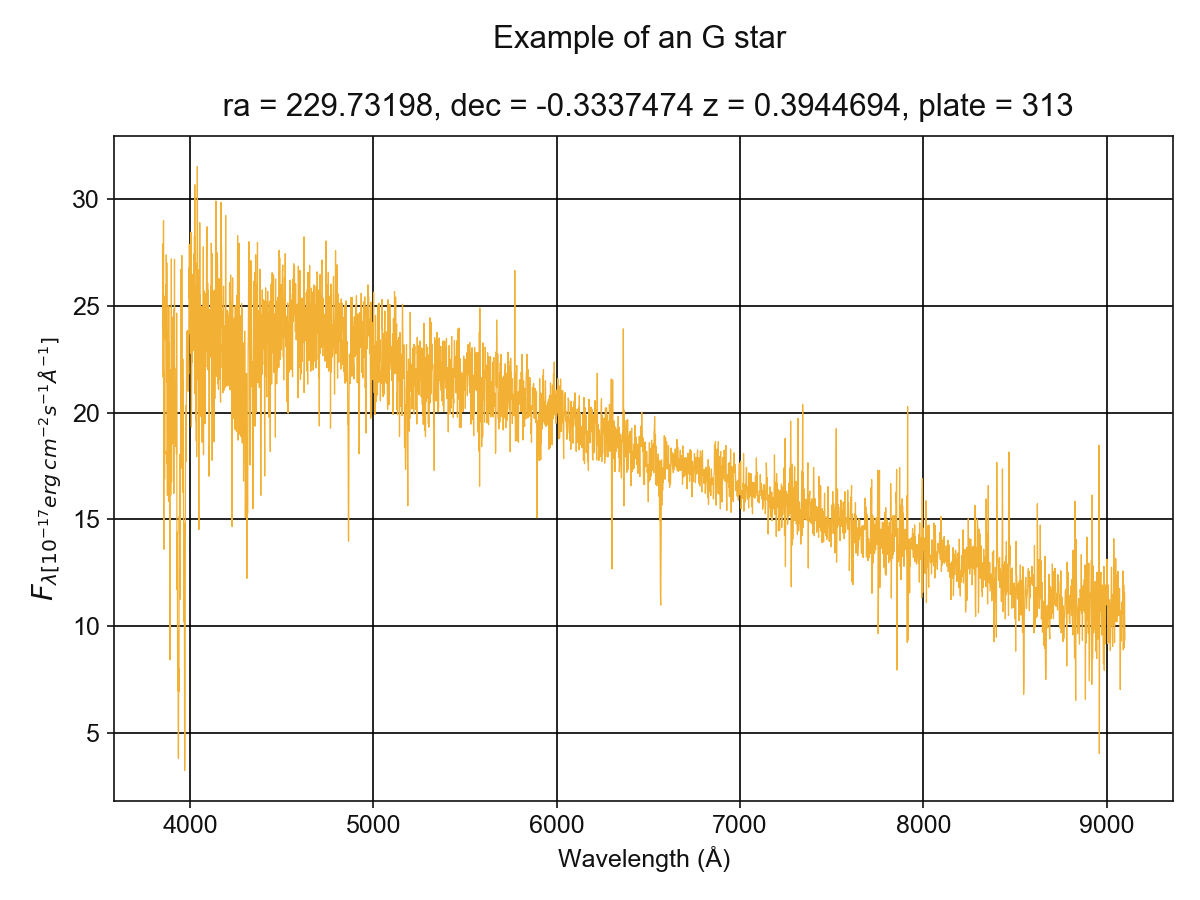 Example of an G star
ra = 229.73198, dec = -0.3337474 z = 0.3944694, plate = 313
30
25
20
15
10
5
F_{λ[10^{−17}erg cm^{−2}s^{−1}Å^{−1}]}
4000 5000 6000 7000 8000 9000
Wavelength (Å)